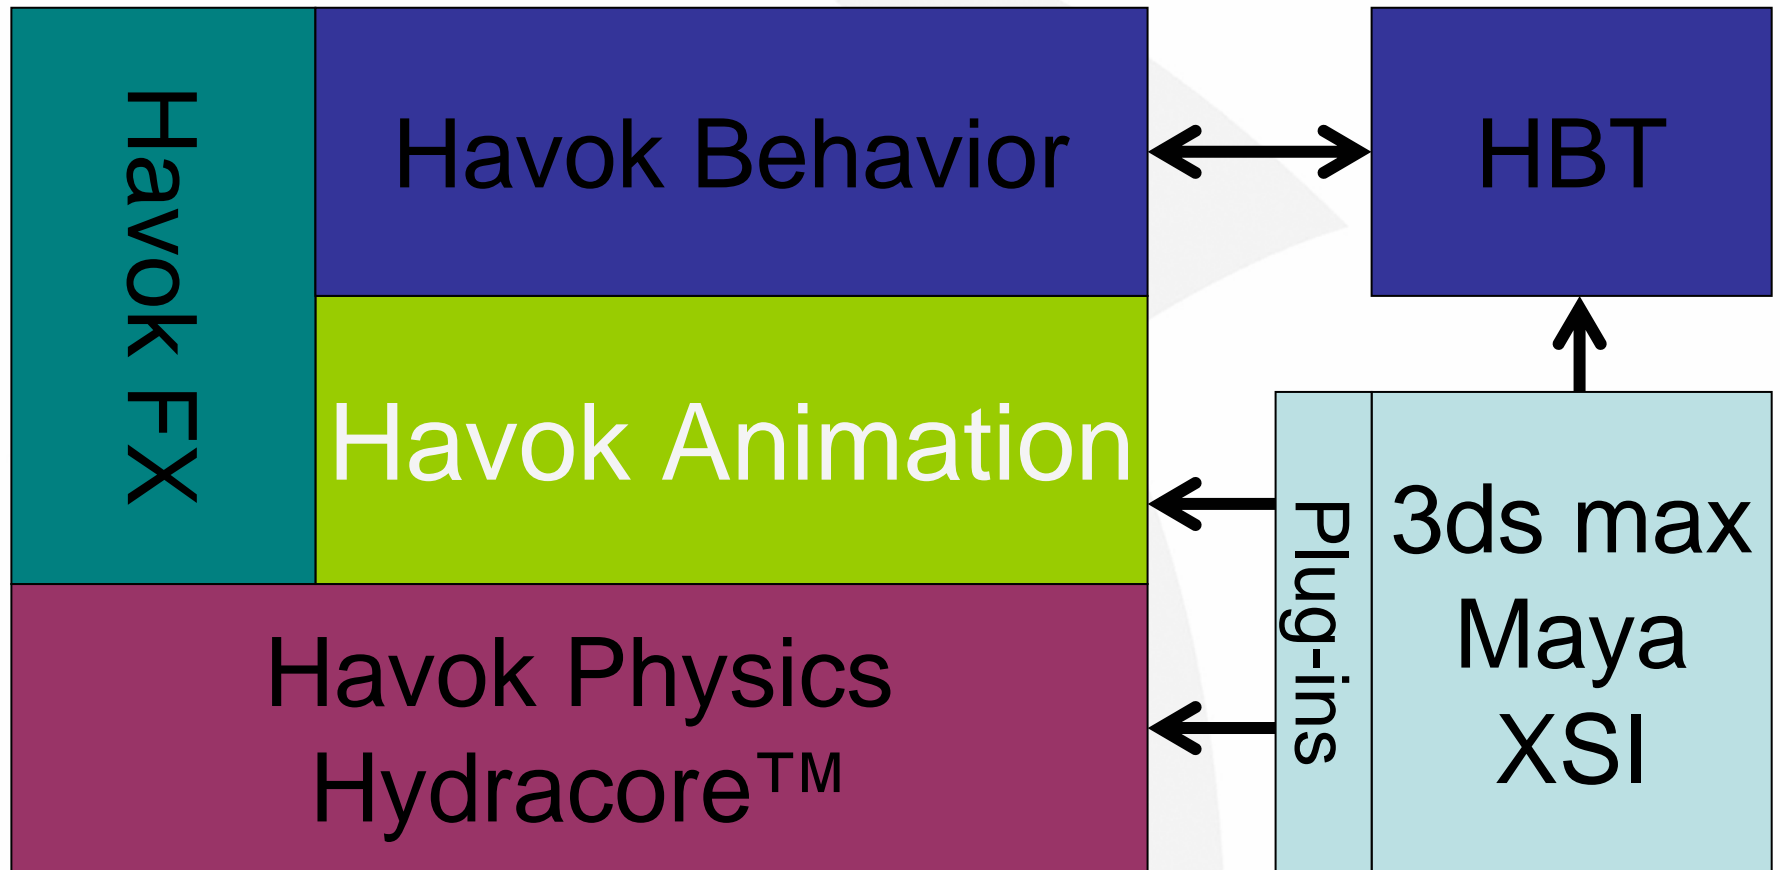 Havok FX
Havok Behavior
HBT
Havok Animation
Havok Physics
Hydracore™
Plug-ins
3ds max
Maya
XSI